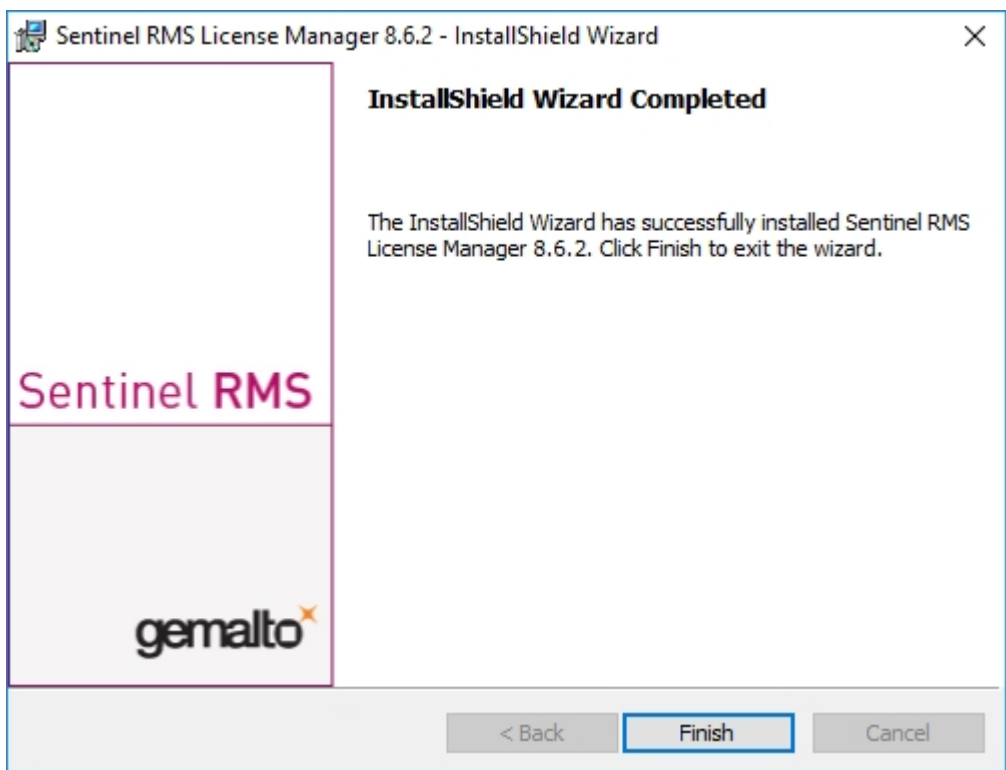 Sentinel RMS License Manager 8.6.2 - InstallShield Wizard
InstallShield Wizard Completed
The InstallShield Wizard has successfully installed Sentinel RMS
License Manager 8.6.2. Click Finish to exit the wizard.
Sentinel RMS
gemalto
< Back
Finish
Cancel